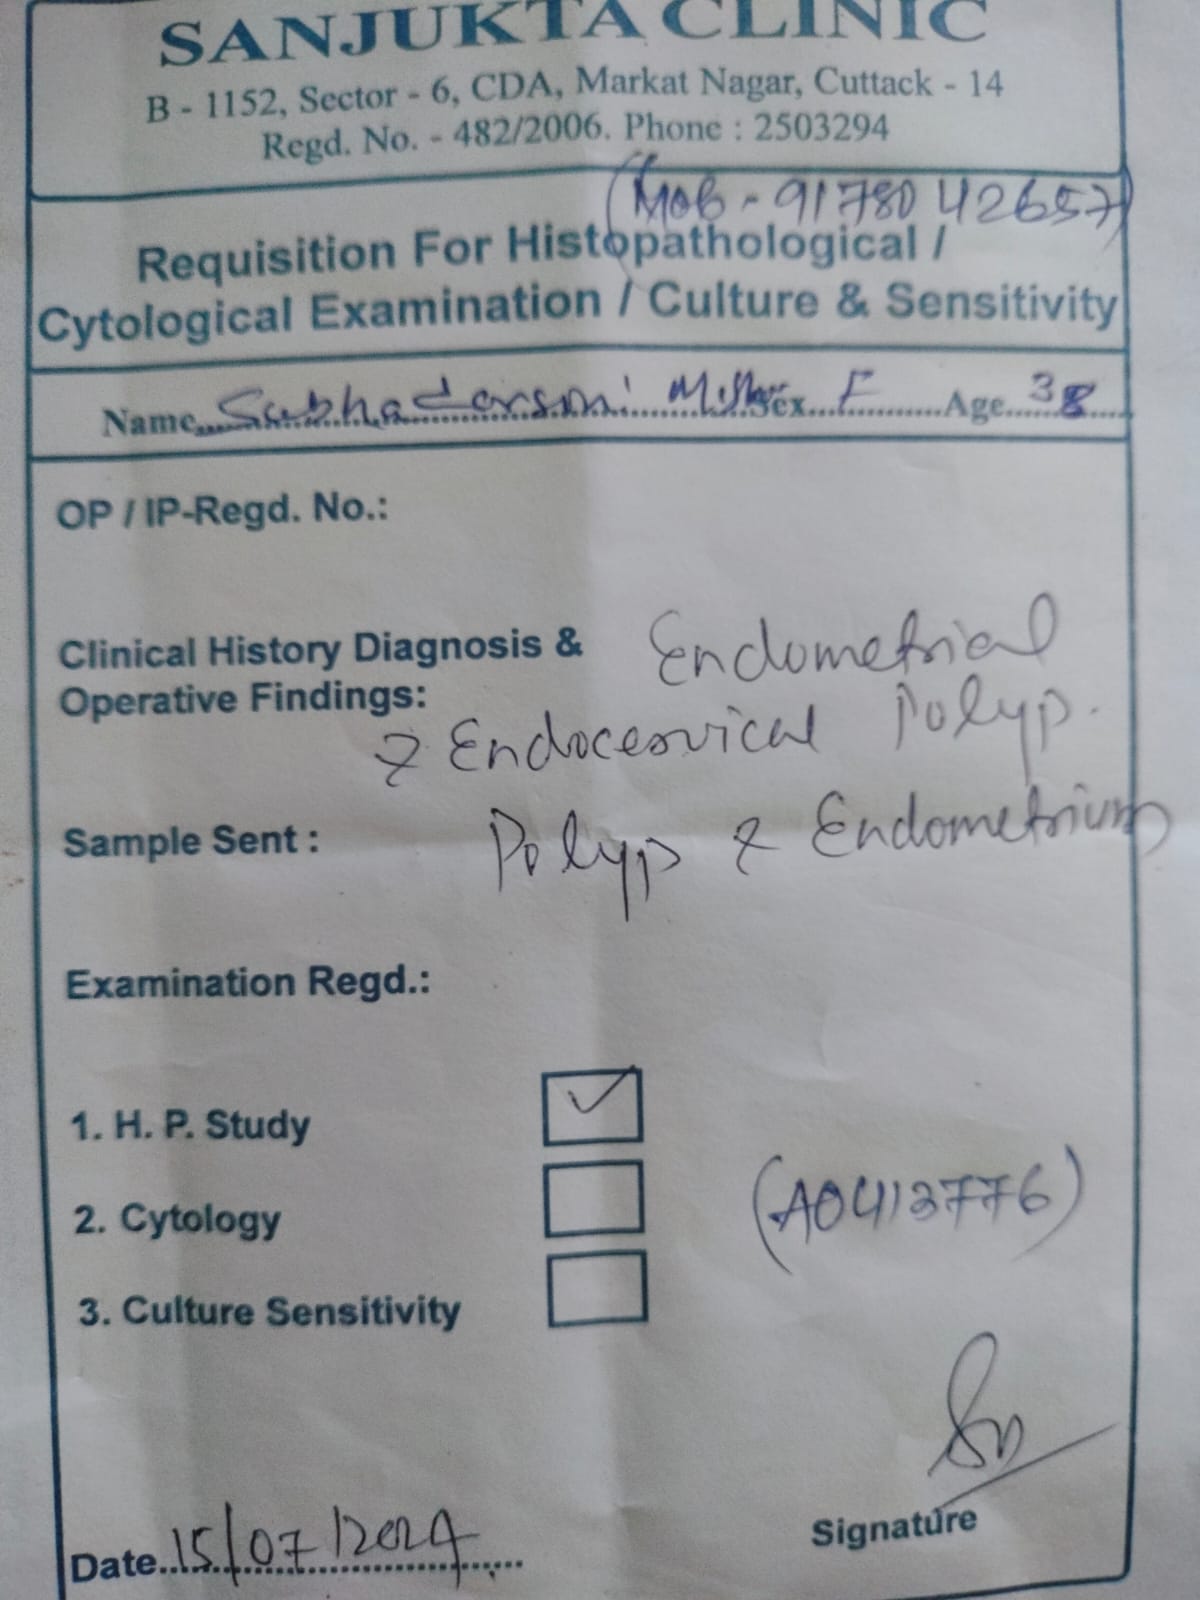 SANJUKTA CLINIC
B - 1152, Sector - 6, CDA, Markat Nagar, Cuttack - 14
Regd. No. - 482/2006. Phone : 2503294
(Mob - 9178042657)
Requisition For Histopathological /
Cytological Examination / Culture & Sensitivity
Name Subhadarsini Mishra Sex F Age 38
OP / IP-Regd. No.:
Clinical History Diagnosis & Endometrial
Operative Findings: Polyp.
& Endocervical
Sample Sent : Polyp & Endometrium
Examination Regd.:
1. H. P. Study ✓
2. Cytology
(A0413776)
3. Culture Sensitivity
Signature
Date 15/07/2024